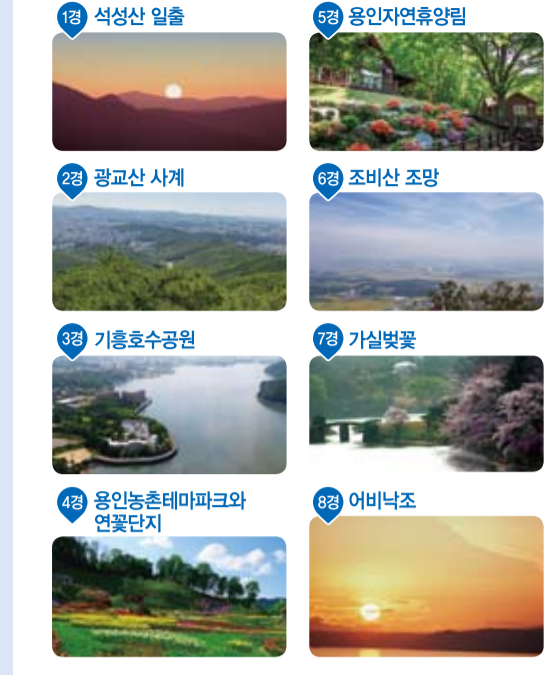 1경 석성산 일출
2경 광교산 사계
3경 기흥호수공원
4경 용인농촌테마파크와
연꽃단지
5경 용인자연휴양림
6경 조비산 조망
7경 가실벚꽃
8경 어비낙조